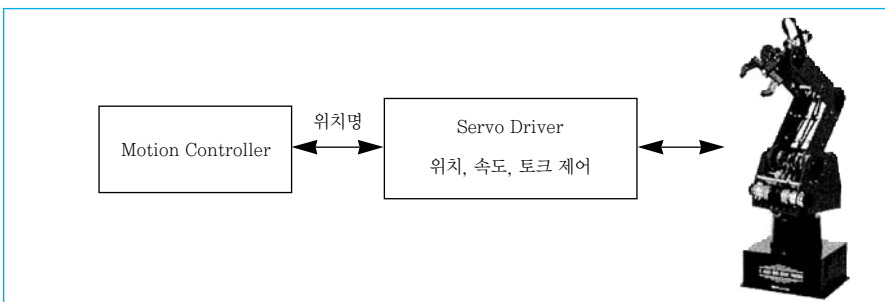 Motion Controller
위치명
Servo Driver
위치, 속도, 토크 제어